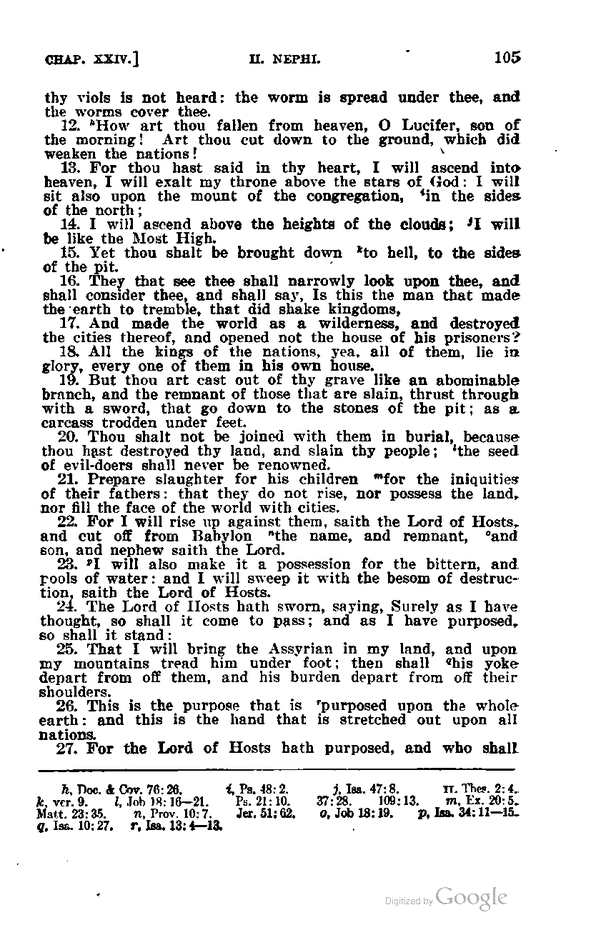 CHAP. XXIV.] II. NEPHI. 105
thy viols is not heard: the worm is spread under thee, and
the worms cover thee.
12. ʰHow art thou fallen from heaven, O Lucifer, son of
the morning! Art thou cut down to the ground, which did
weaken the nations!
13. For thou hast said in thy heart, I will ascend into
heaven, I will exalt my throne above the stars of God: I will
sit also upon the mount of the congregation, ⁱin the sides
of the north;
14. I will ascend above the heights of the clouds; ʲI will
be like the Most High.
15. Yet thou shalt be brought down ᵏto hell, to the sides
of the pit.
16. They that see thee shall narrowly look upon thee, and
shall consider thee, and shall say, Is this the man that made
the earth to tremble, that did shake kingdoms,
17. And made the world as a wilderness, and destroyed
the cities thereof, and opened not the house of his prisoners?
18. All the kings of the nations, yea, all of them, lie in
glory, every one of them in his own house.
19. But thou art cast out of thy grave like an abominable
branch, and the remnant of those that are slain, thrust through
with a sword, that go down to the stones of the pit; as a
carcass trodden under feet.
20. Thou shalt not be joined with them in burial, because
thou hast destroyed thy land, and slain thy people; ˡthe seed
of evil-doers shall never be renowned.
21. Prepare slaughter for his children ᵐfor the iniquities
of their fathers: that they do not rise, nor possess the land,
nor fill the face of the world with cities.
22. For I will rise up against them, saith the Lord of Hosts,
and cut off from Babylon ⁿthe name, and remnant, ᵒand
son, and nephew saith the Lord.
23. ᵖI will also make it a possession for the bittern, and
pools of water: and I will sweep it with the besom of destruc-
tion, saith the Lord of Hosts.
24. The Lord of Hosts hath sworn, saying, Surely as I have
thought, so shall it come to pass; and as I have purposed,
so shall it stand:
25. That I will bring the Assyrian in my land, and upon
my mountains tread him under foot; then shall qhis yoke
depart from off them, and his burden depart from off their
shoulders.
26. This is the purpose that is ʳpurposed upon the whole
earth: and this is the hand that is stretched out upon all
nations.
27. For the Lord of Hosts hath purposed, and who shall
h, Doc. & Cov. 76:26. i, Ps. 48:2. j, Isa. 47:8. II. Thes. 2:4.
k, ver. 9. l, Job 18:16—21. Ps. 21:10. 37:28. 109:13. m, Ex. 20:5.
Matt. 23:35. n, Prov. 10:7. Jer. 51:62. o, Job 18:19. p, Isa. 34:11—15.
q, Isa. 10:27. r, Isa. 13:4—13.
Digitized by Google